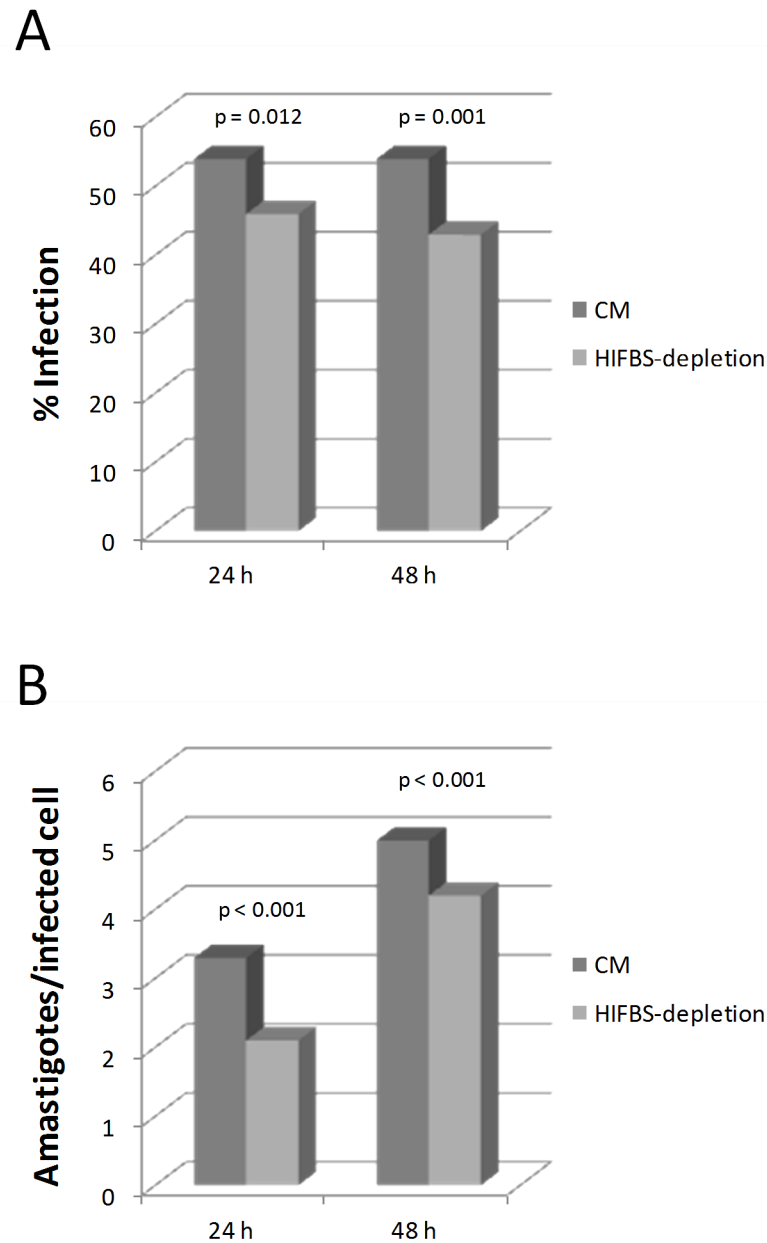 A
p = 0.012
p = 0.001
60
50
40
30
20
10
0
% Infection
24 h
48 h
CM
HIFBS-depletion
B
p < 0.001
p < 0.001
6
5
4
3
2
1
0
Amastigotes/infected cell
24 h
48 h
CM
HIFBS-depletion